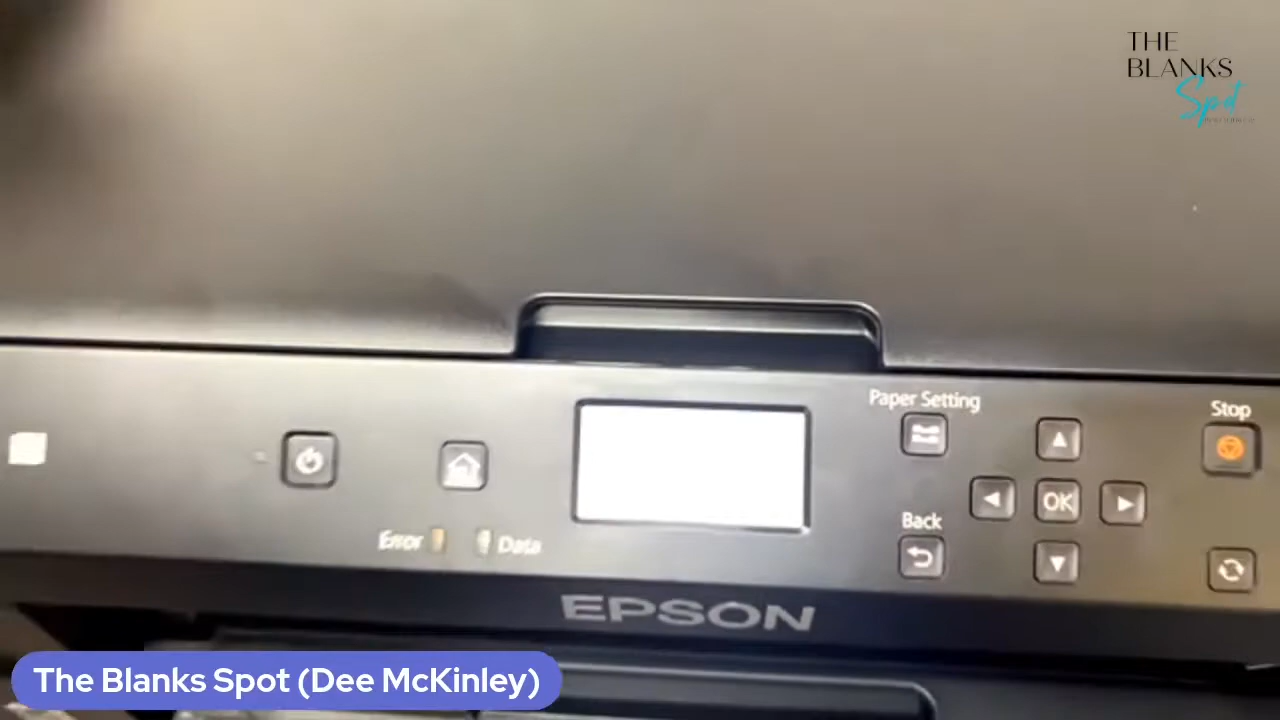 THE
BLANKS
Spot
Paper Setting
Stop
OK
Back
Error
Data
EPSON
The Blanks Spot (Dee McKinley)